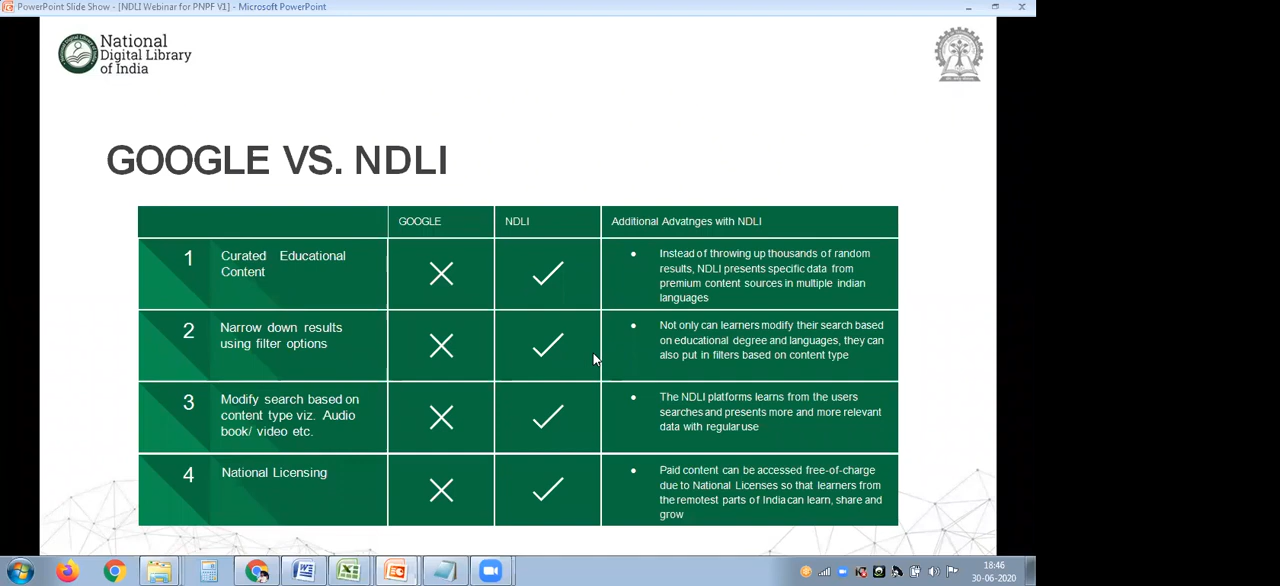 PowerPoint Slide Show - [NDLI Webinar for PNPF V1] - Microsoft PowerPoint
National
Digital Library
of India
GOOGLE VS. NDLI
GOOGLE NDLI Additional Advatnges with NDLI
1 Curated Educational
Content
Instead of throwing up thousands of random
results, NDLI presents specific data from
premium content sources in multiple indian
languages
2 Narrow down results
using filter options
Not only can learners modify their search based
on educational degree and languages, they can
also put in filters based on content type
3 Modify search based on
content type viz. Audio
book/ video etc.
The NDLI platforms learns from the users
searches and presents more and more relevant
data with regular use
4 National Licensing
Paid content can be accessed free-of-charge
due to National Licenses so that learners from
the remotest parts of India can learn, share and
grow
18:46
30-06-2020